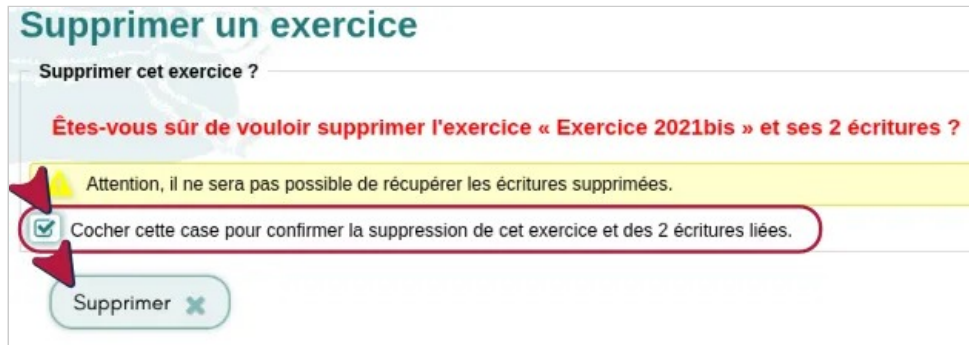 Supprimer un exercice
Supprimer cet exercice ?
Êtes-vous sûr de vouloir supprimer l'exercice « Exercice 2021bis » et ses 2 écritures ?
Attention, il ne sera pas possible de récupérer les écritures supprimées.
Cocher cette case pour confirmer la suppression de cet exercice et des 2 écritures liées.
Supprimer